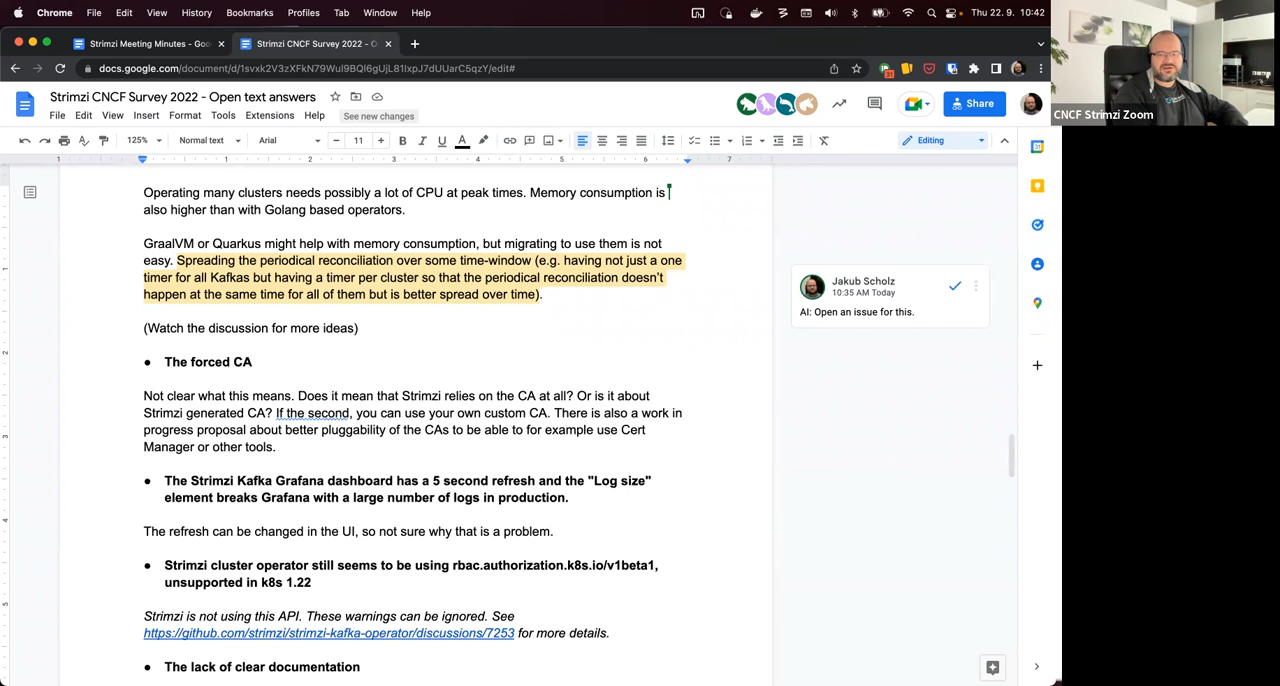 Chrome File Edit View History Bookmarks Profiles Tab Window Help Thu 22. 9. 10:42
Strimzi Meeting Minutes - Goo Strimzi CNCF Survey 2022 - O
docs.google.com/document/d/1svxk2V3zXFkN79Wul9BQI6gUjL81IxpJ7dUUarC5qzY/edit# 31
Strimzi CNCF Survey 2022 - Open text answers
Share
CNCF Strimzi Zoom
File Edit View Insert Format Tools Extensions Help See new changes
125% Normal text Arial 11 B I U A Editing
1 1 2 3 4 5 6 7
Operating many clusters needs possibly a lot of CPU at peak times. Memory consumption is
also higher than with Golang based operators.
GraalVM or Quarkus might help with memory consumption, but migrating to use them is not
easy. Spreading the periodical reconciliation over some time-window (e.g. having not just a one
timer for all Kafkas but having a timer per cluster so that the periodical reconciliation doesn't
happen at the same time for all of them but is better spread over time).
Jakub Scholz
10:35 AM Today
AI: Open an issue for this.
(Watch the discussion for more ideas)
● The forced CA
Not clear what this means. Does it mean that Strimzi relies on the CA at all? Or is it about
Strimzi generated CA? If the second, you can use your own custom CA. There is also a work in
progress proposal about better pluggability of the CAs to be able to for example use Cert
Manager or other tools.
● The Strimzi Kafka Grafana dashboard has a 5 second refresh and the "Log size"
element breaks Grafana with a large number of logs in production.
The refresh can be changed in the UI, so not sure why that is a problem.
● Strimzi cluster operator still seems to be using rbac.authorization.k8s.io/v1beta1,
unsupported in k8s 1.22
Strimzi is not using this API. These warnings can be ignored. See
https://github.com/strimzi/strimzi-kafka-operator/discussions/7253 for more details.
● The lack of clear documentation